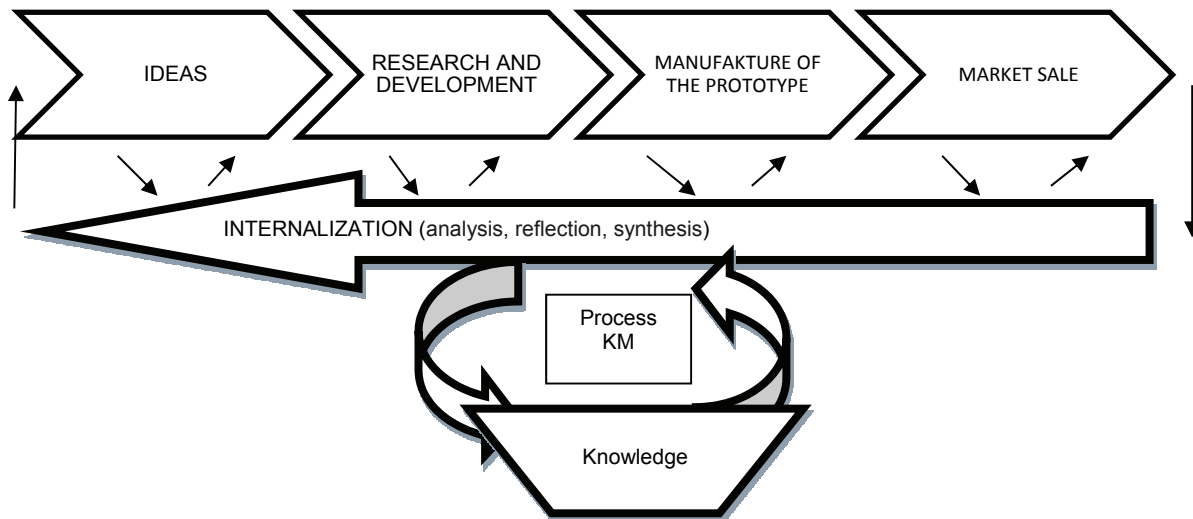 IDEAS
RESEARCH AND
DEVELOPMENT
MANUFAKTURE OF
THE PROTOTYPE
MARKET SALE
INTERNALIZATION (analysis, reflection, synthesis)
Process
KM
Knowledge